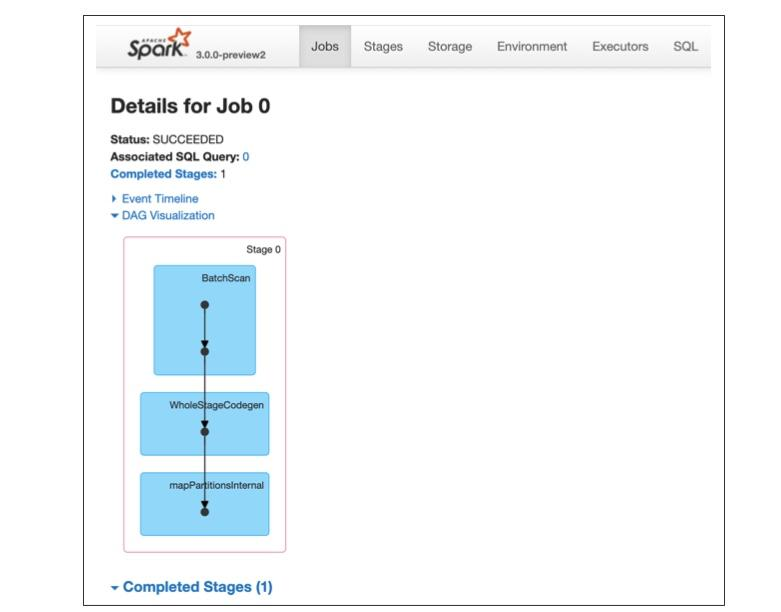 APACHE
Spark 3.0.0-preview2 Jobs Stages Storage Environment Executors SQL
Details for Job 0
Status: SUCCEEDED
Associated SQL Query: 0
Completed Stages: 1
Event Timeline
DAG Visualization
Stage 0
BatchScan
WholeStageCodegen
mapPartitionsInternal
Completed Stages (1)